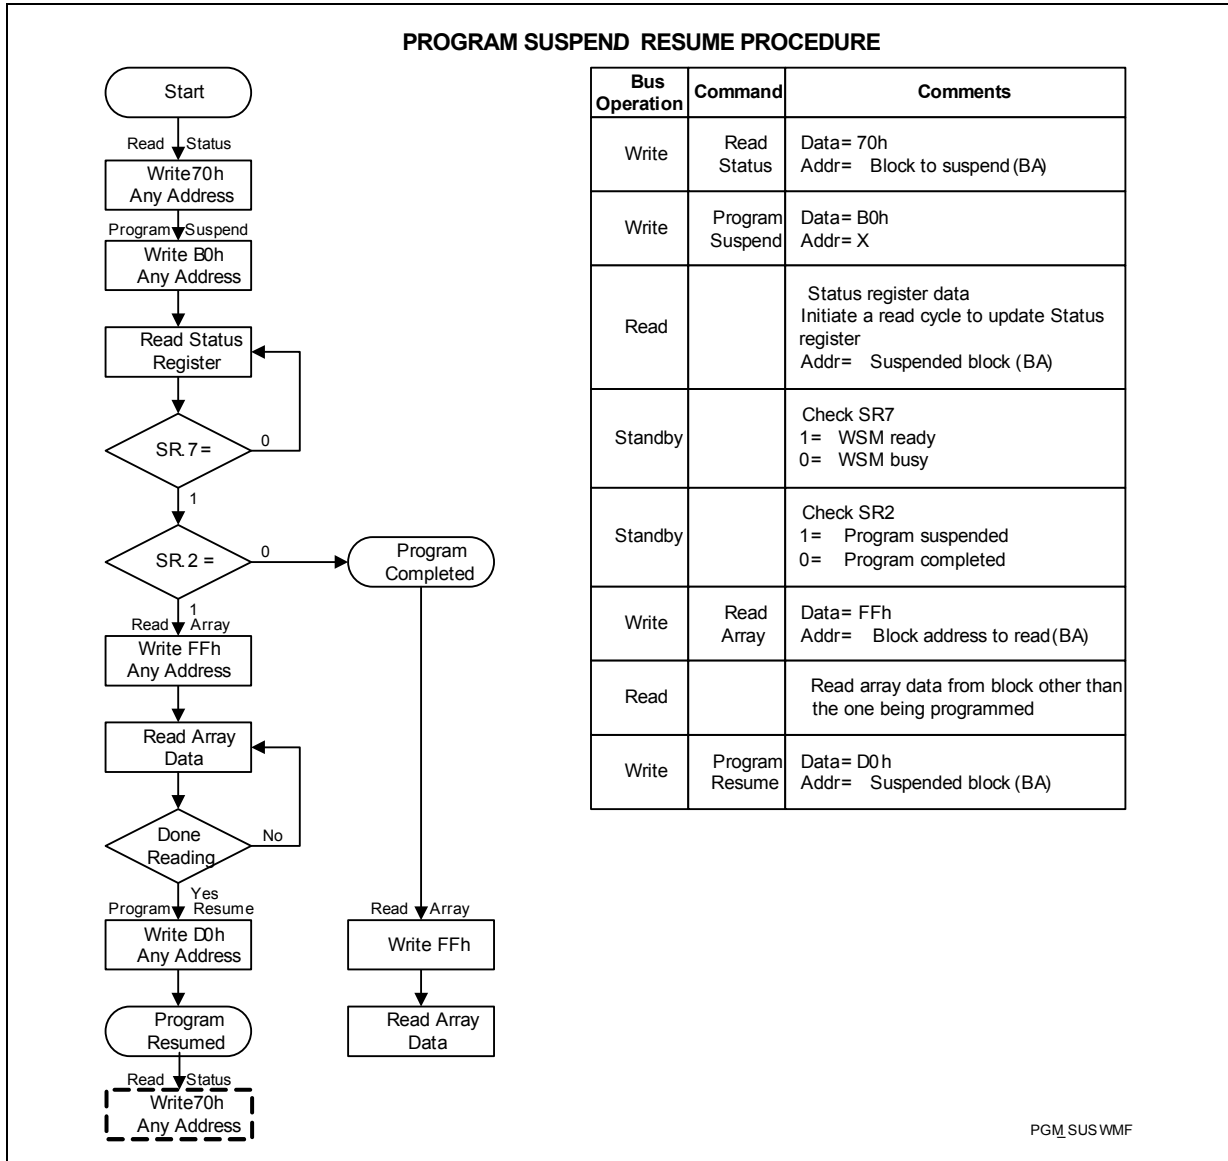 PROGRAM SUSPEND RESUME PROCEDURE
Start
Read Status
Write70h
Any Address
Program Suspend
Write B0h
Any Address
Read Status
Register
SR.7=
0
1
SR.2 =
0
Program
Completed
1
Read Array
Write FFh
Any Address
Read Array
Data
Done
Reading
No
Yes
Program Resume
Write D0h
Any Address
Read Array
Write FFh
Program
Resumed
Read Array
Data
Read Status
Write70h
Any Address
Bus
Operation
Command
Comments
Write
Read
Status
Data= 70h
Addr= Block to suspend (BA)
Write
Program
Suspend
Data= B0h
Addr= X
Read
Status register data
Initiate a read cycle to update Status
register
Addr= Suspended block (BA)
Standby
Check SR7
1= WSM ready
0= WSM busy
Standby
Check SR2
1= Program suspended
0= Program completed
Write
Read
Array
Data= FFh
Addr= Block address to read (BA)
Read
Read array data from block other than
the one being programmed
Write
Program
Resume
Data= D0h
Addr= Suspended block (BA)
PGM_SUS WMF